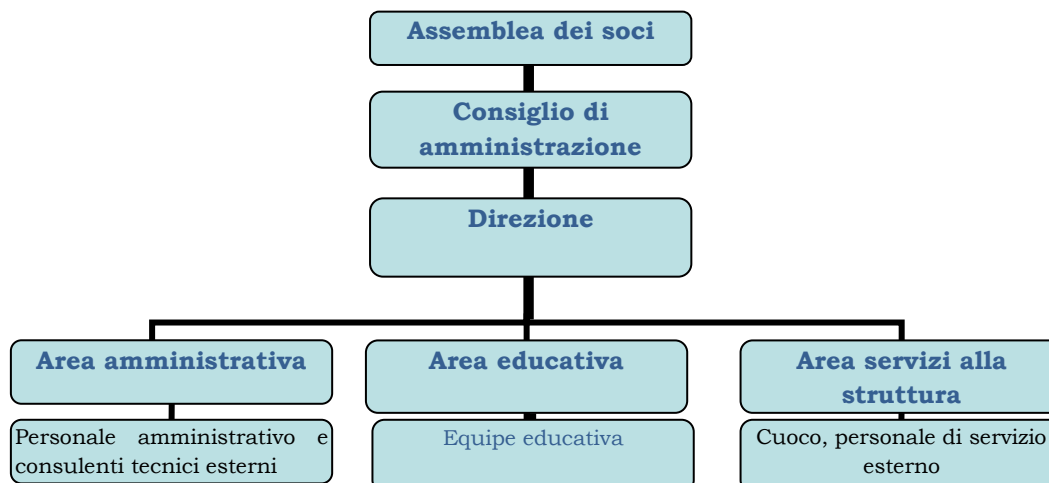 Assemblea dei soci
Consiglio di
amministrazione
Direzione
Area amministrativa
Personale amministrativo e
consulenti tecnici esterni
Area educativa
Equipe educativa
Area servizi alla
struttura
Cuoco, personale di servizio
esterno